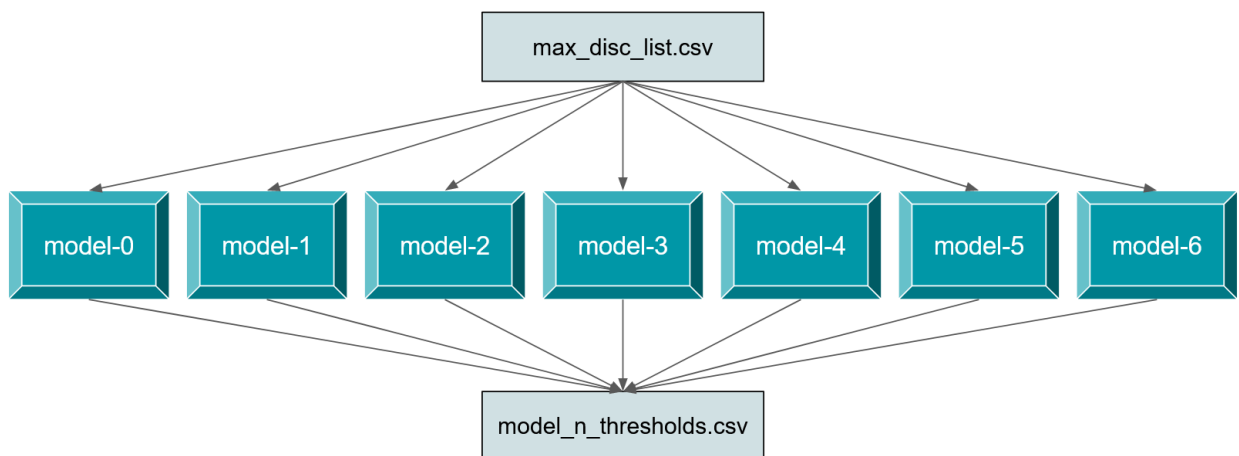 max_disc_list.csv
model-0
model-1
model-2
model-3
model-4
model-5
model-6
model_n_thresholds.csv